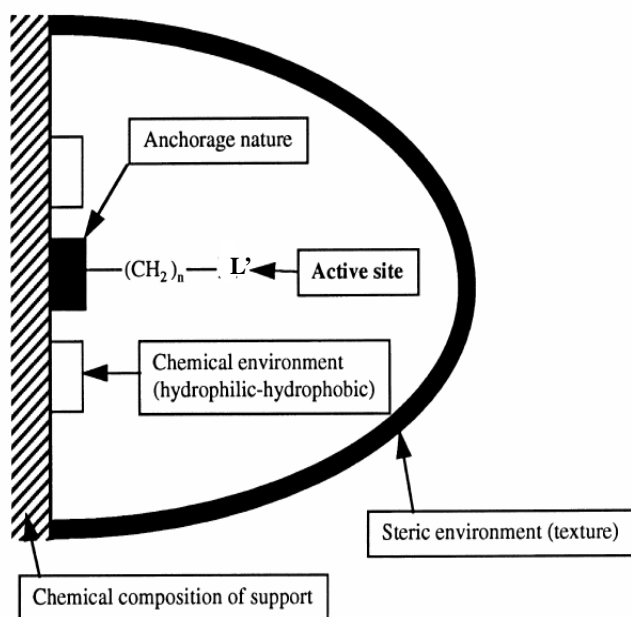 Anchorage nature
(CH₂)ₙ L’ Active site
Chemical environment
(hydrophilic-hydrophobic)
Steric environment (texture)
Chemical composition of support